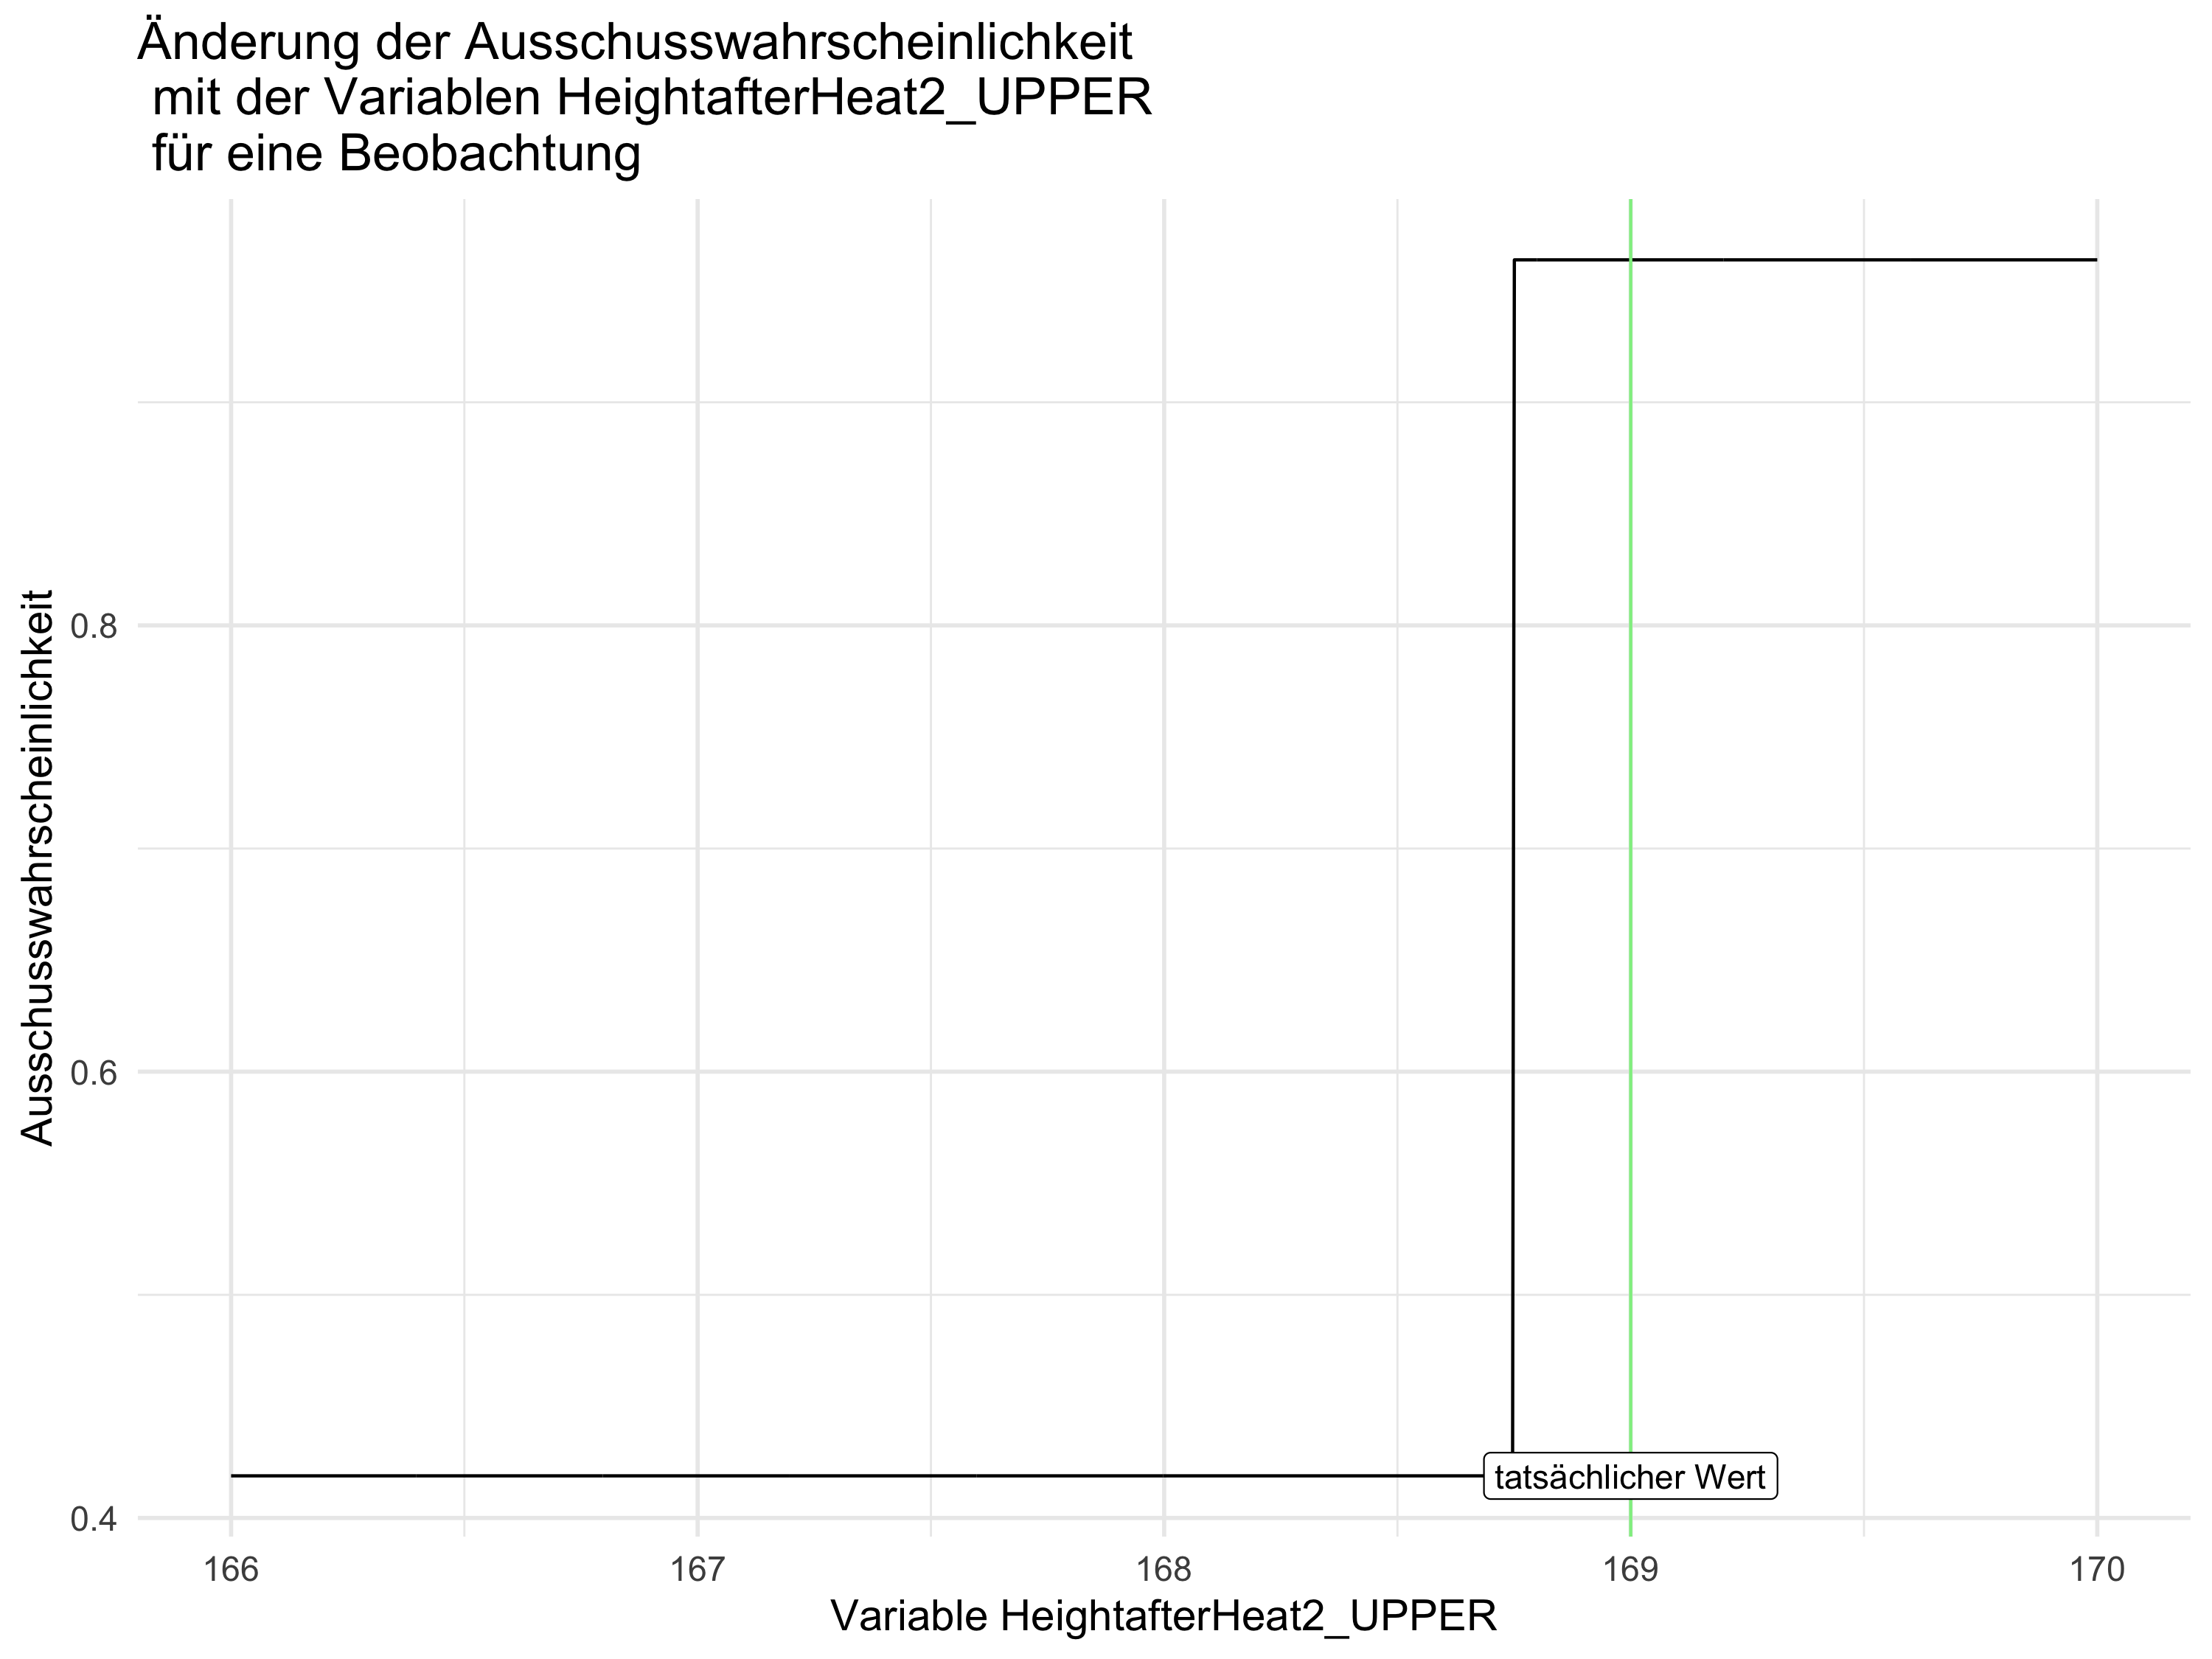 Änderung der Ausschusswahrscheinlichkeit
mit der Variablen HeightafterHeat2_UPPER
für eine Beobachtung
Ausschusswahrscheinlichkeit
0.8
0.6
0.4
tatsächlicher Wert
166 167 168 169 170
Variable HeightafterHeat2_UPPER